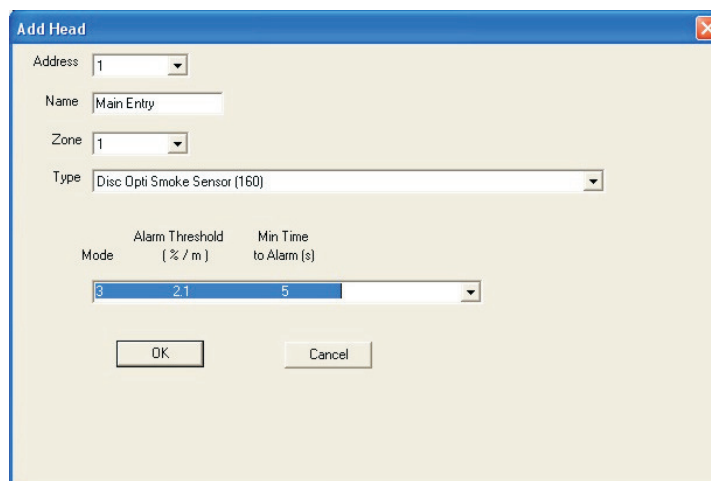 Add Head
Address 1
Name Main Entry
Zone 1
Type Disc Opti Smoke Sensor (160)
Alarm Threshold Min Time
Mode ( % / m ) to Alarm (s)
3 2.1 5
OK Cancel